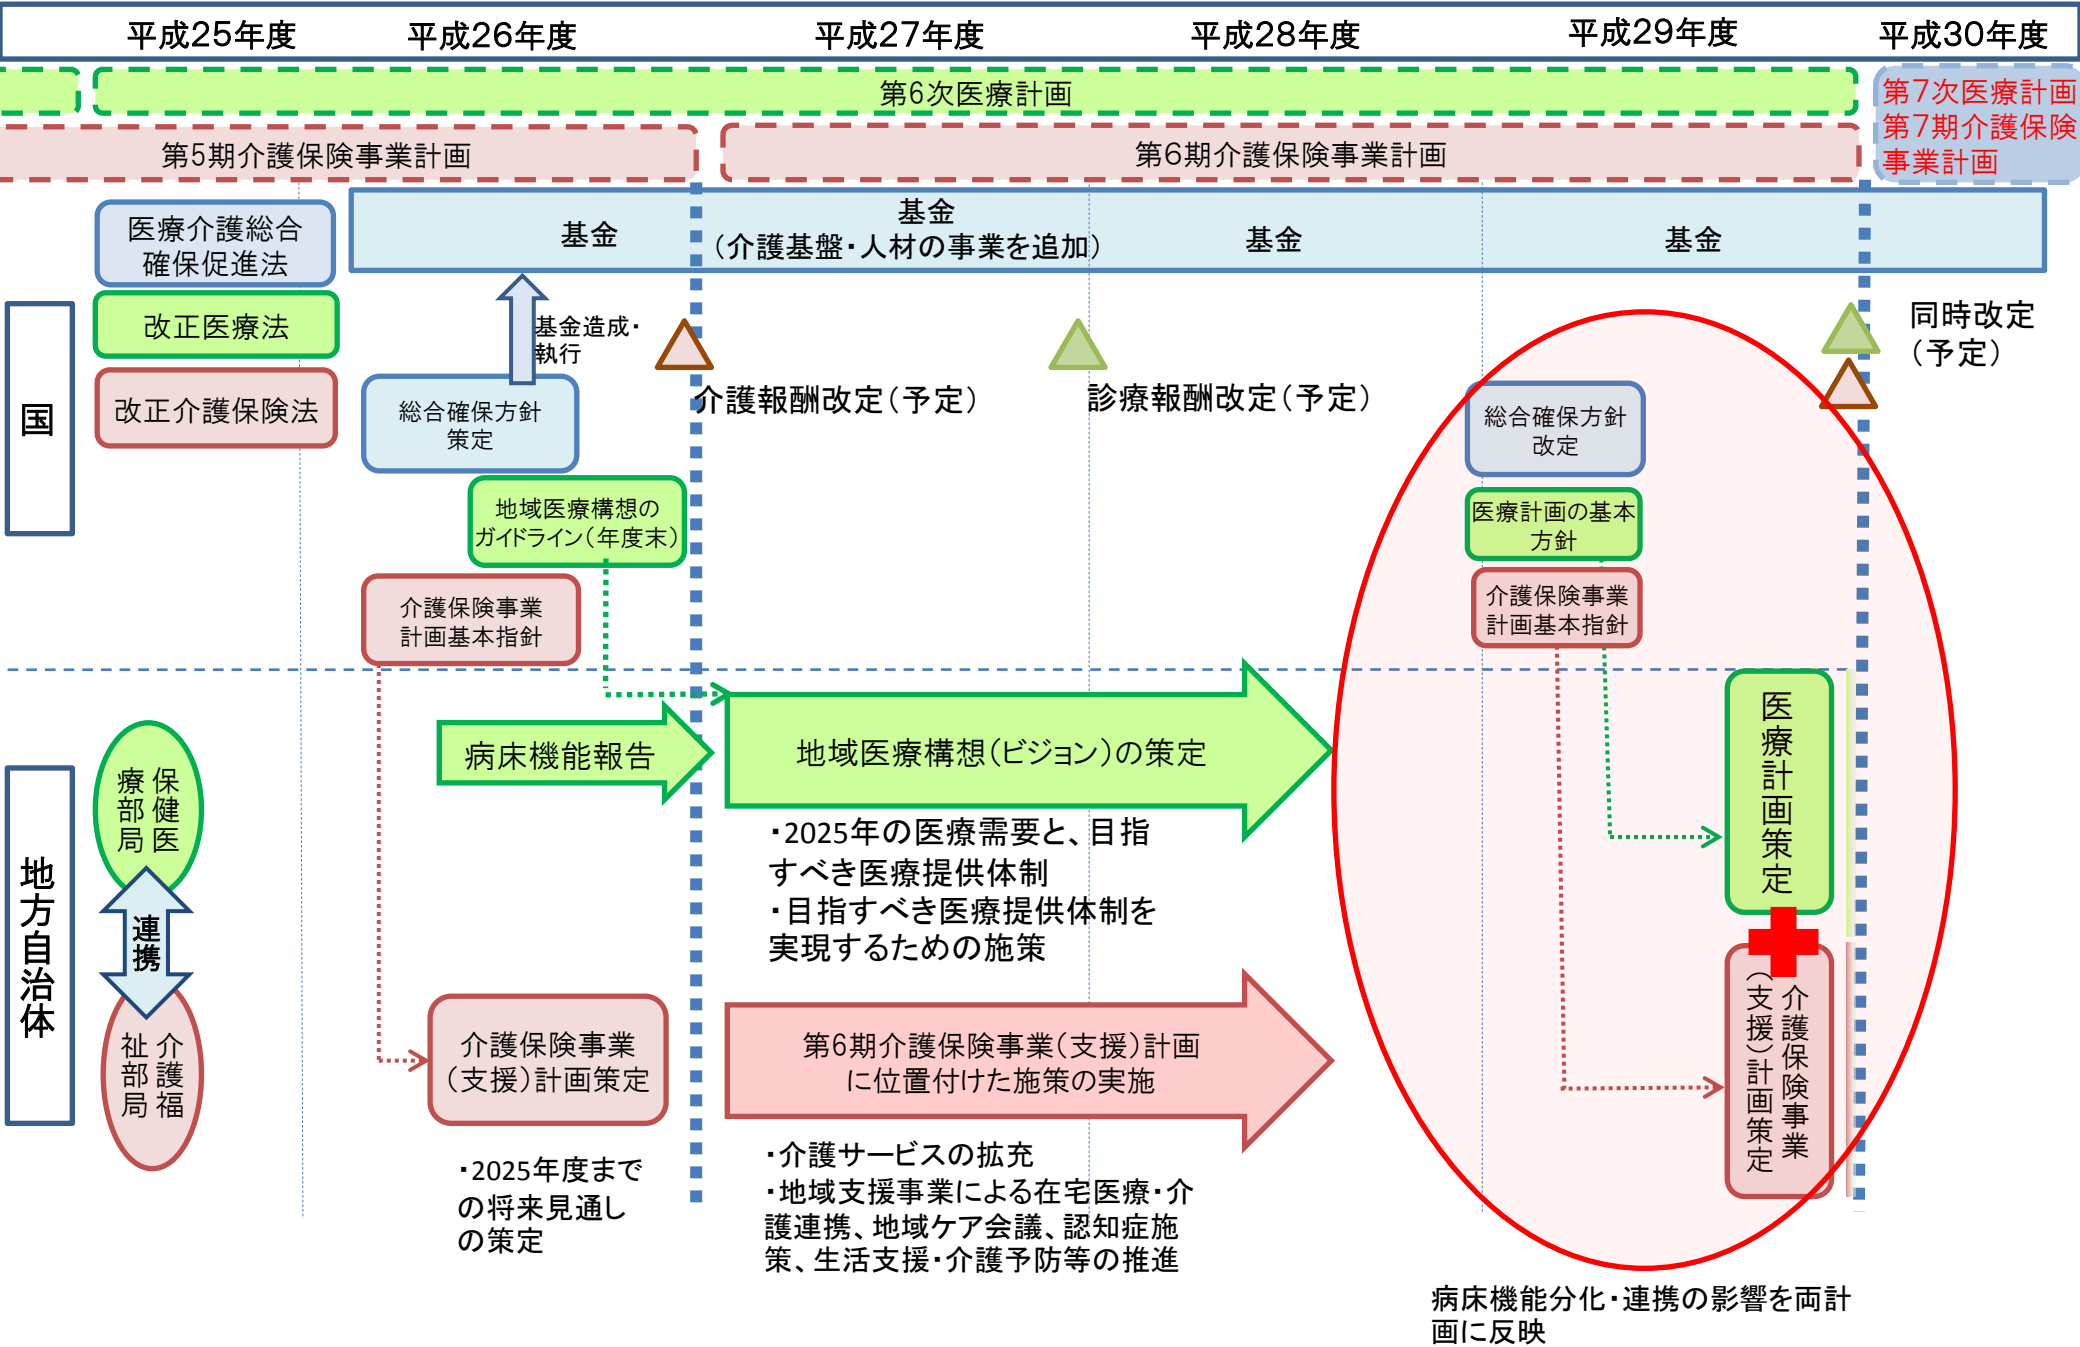 平成25年度
平成26年度
平成27年度
平成28年度
平成29年度
平成30年度
第6次医療計画
第7次医療計画
第7期介護保険
事業計画
第5期介護保険事業計画
第6期介護保険事業計画
医療介護総合
確保促進法
改正医療法
改正介護保険法
基金
基金
（介護基盤・人材の事業を追加）
基金
基金
国
基金造成・
執行
介護報酬改定（予定）
診療報酬改定（予定）
同時改定
（予定）
総合確保方針
策定
地域医療構想の
ガイドライン（年度末）
介護保険事業
計画基本指針
総合確保方針
改定
医療計画の基本
方針
介護保険事業
計画基本指針
地方自治体
保健医
療部局
連携
介護福
祉部局
病床機能報告
地域医療構想（ビジョン）の策定
・2025年の医療需要と、目指
すべき医療提供体制
・目指すべき医療提供体制を
実現するための施策
介護保険事業
（支援）計画策定
・2025年度まで
の将来見通し
の策定
第6期介護保険事業（支援）計画
に位置付けた施策の実施
・介護サービスの拡充
・地域支援事業による在宅医療・介
護連携、地域ケア会議、認知症施
策、生活支援・介護予防等の推進
医療計画策定
介護保険事業
（支援）計画策定
病床機能分化・連携の影響を両計
画に反映